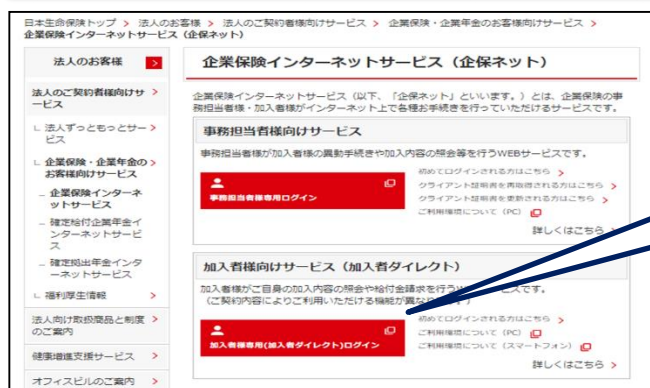 日本生命保険トップ > 法人のお客様 > 法人のご契約者様向けサービス > 企業保険・企業年金のお客様向けサービス >
企業保険インターネットサービス（企保ネット）
法人のお客様
法人のご契約者様向けサ
ービス
法人ずっともっとサー
ビス
企業保険・企業年金の
お客様向けサービス
企業保険インターネ
ットサービス
確定給付企業年金イ
ンターネットサービ
ス
確定拠出年金インタ
ーネットサービス
福利厚生情報
法人向け取扱商品と制度
のご案内
健康増進支援サービス
オフィスビルのご案内
企業保険インターネットサービス（企保ネット）
企業保険インターネットサービス（以下、「企保ネット」といいます。）とは、企業保険の事
務担当者様・加入者様がインターネット上で各種お手続きを行っていただけるサービスです。
事務担当者様向けサービス
事務担当者様が加入者様の異動手続きや加入内容の照会等を行うWEBサービスです。
事務担当者様専用ログイン
初めてログインされる方はこちら
クライアント証明書を再取得される方はこちら
クライアント証明書を更新される方はこちら
ご利用環境について（PC）
詳しくはこちら
加入者様向けサービス（加入者ダイレクト）
加入者様がご自身の加入内容の照会や給付金請求を行う
ービスです。
（ご契約内容によりご利用いただける機能が異な
加入者様専用(加入者ダイレクト)ログイン
初めてログインされる方はこちら
ご利用環境について（PC）
ご利用環境について（スマートフォン）
詳しくはこちら